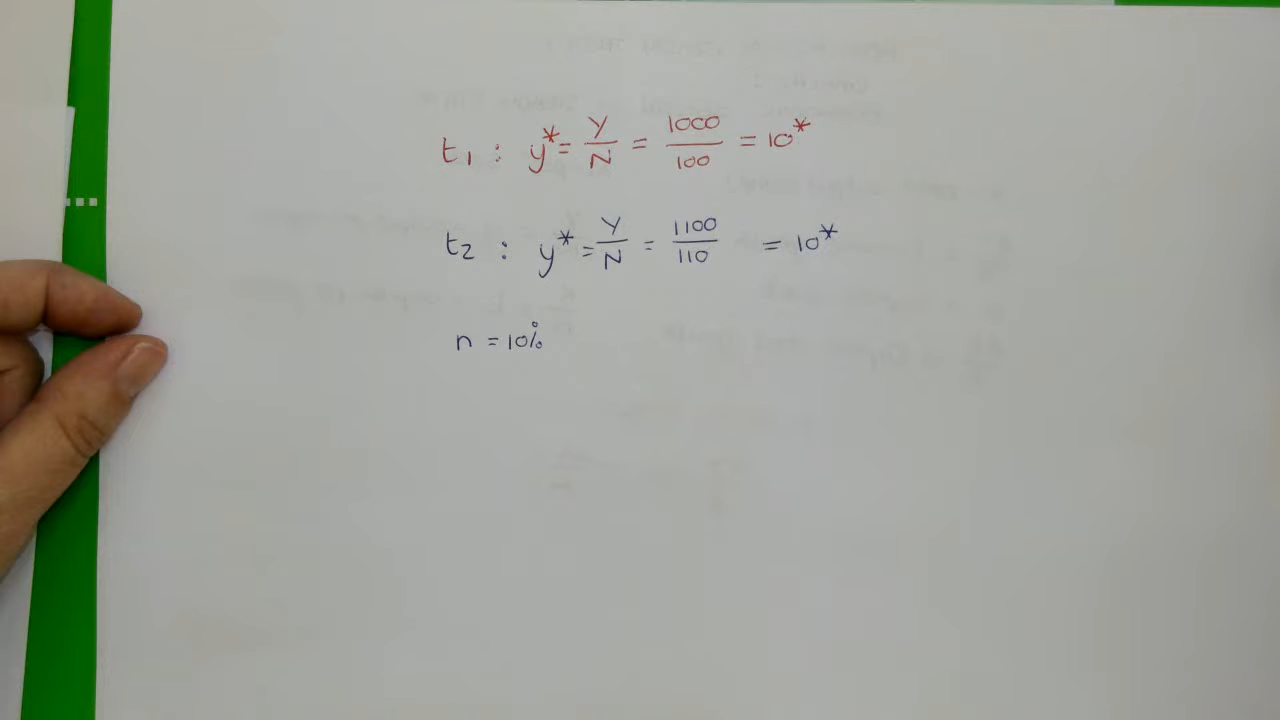 t1 : y* = Y/N = 1000/100 = 10*
t2 : y* = Y/N = 1100/110 = 10*
n = 10%